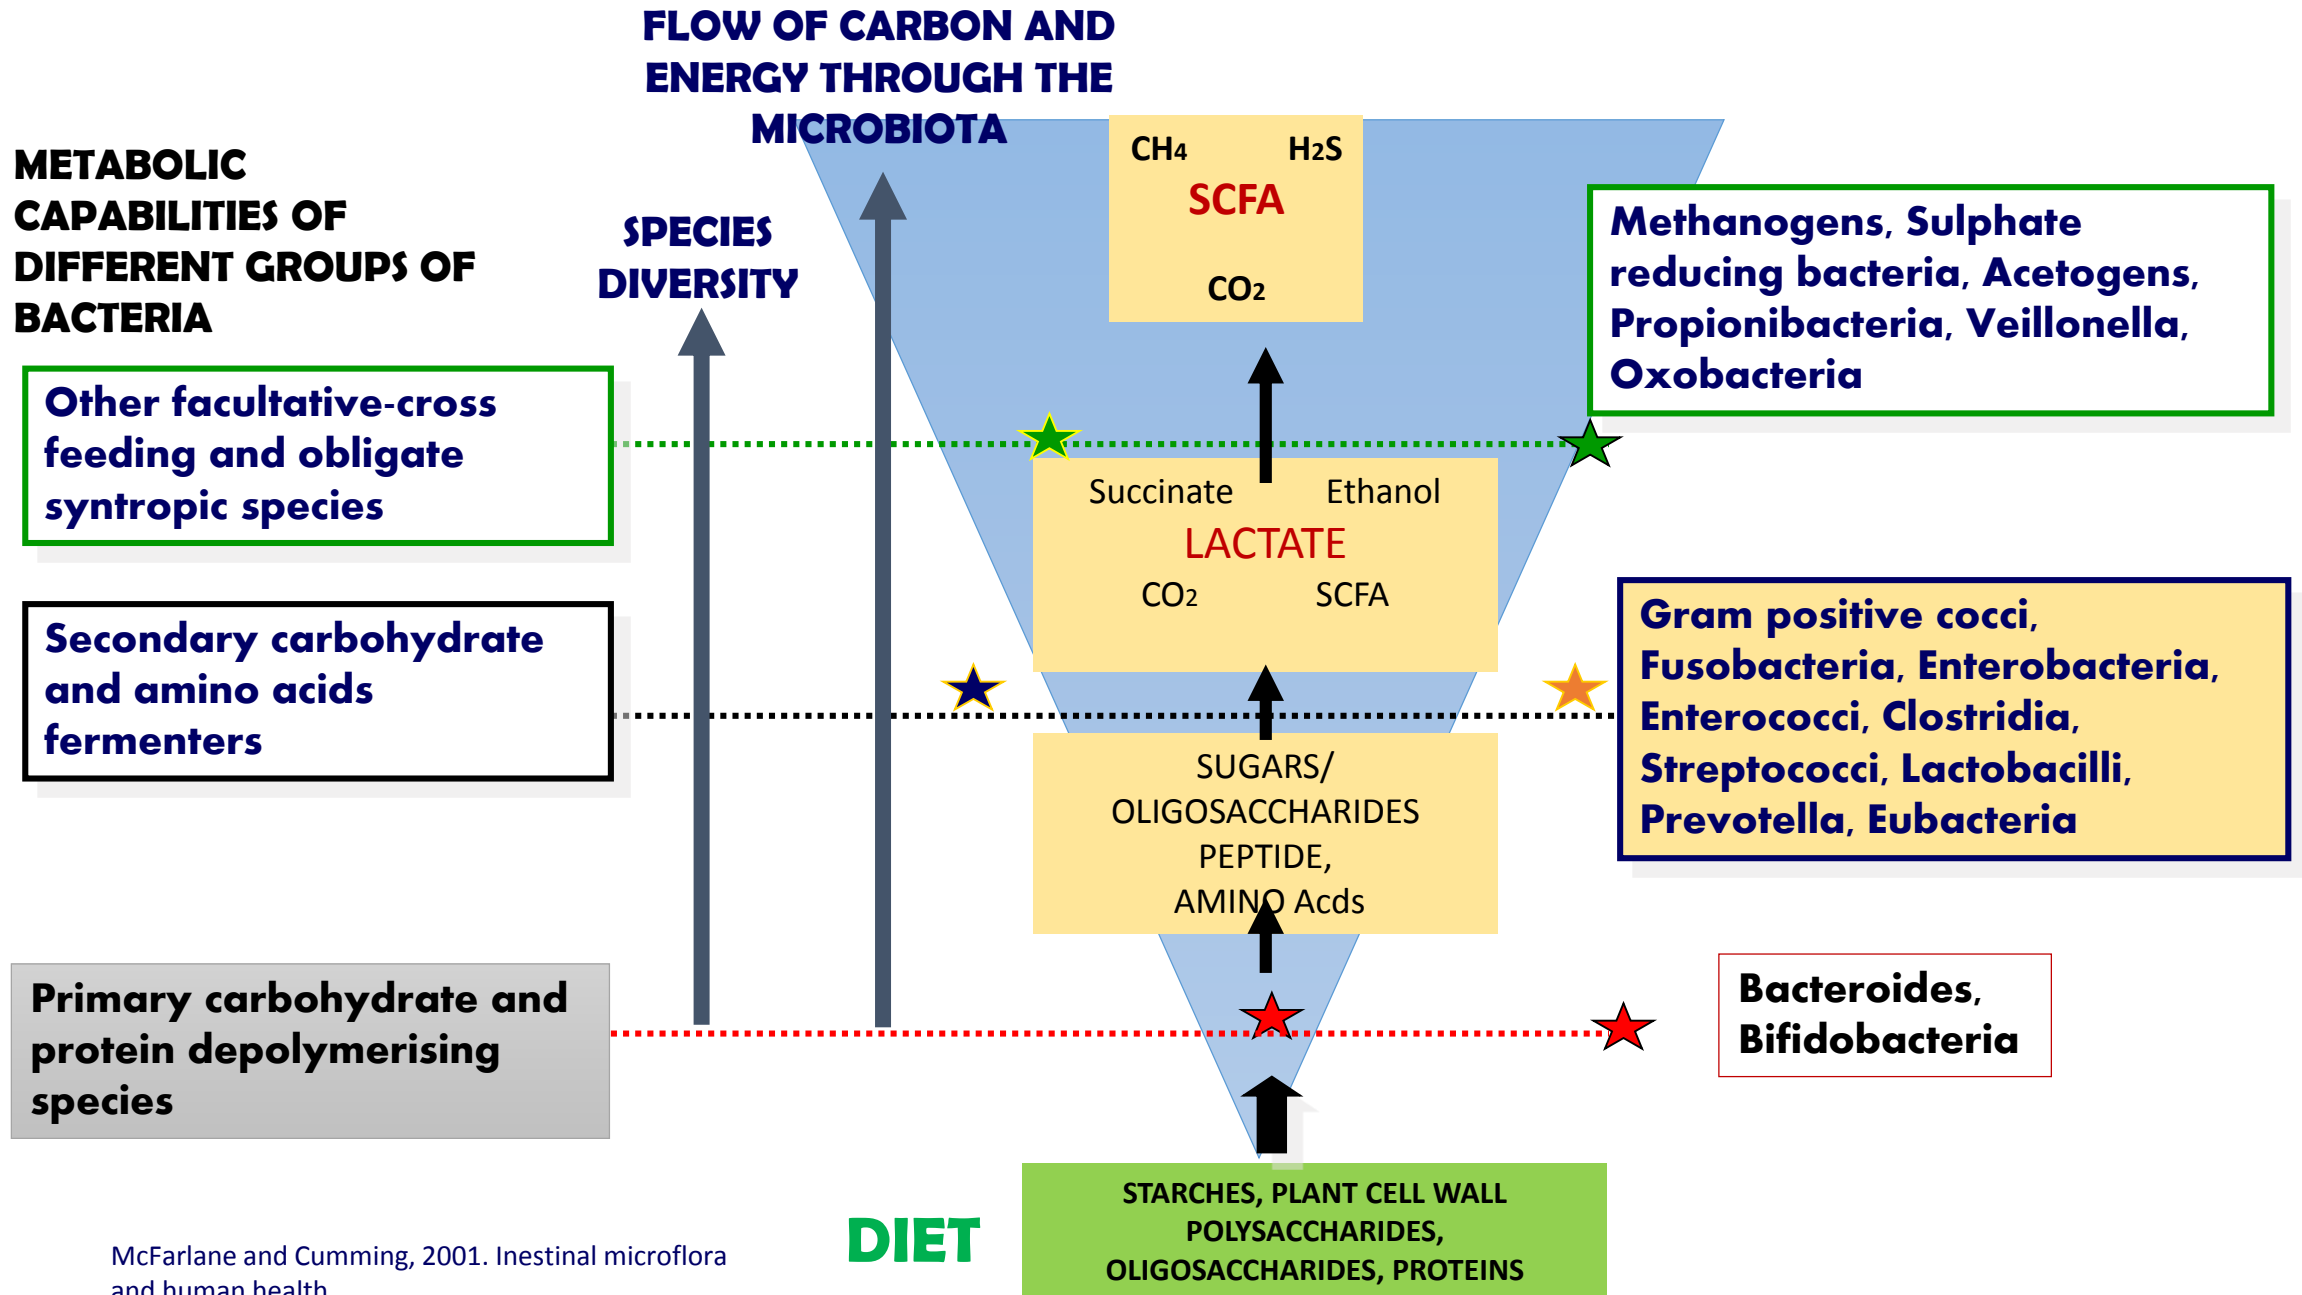 FLOW OF CARBON AND
ENERGY THROUGH THE
MICROBIOTA
METABOLIC
CAPABILITIES OF
DIFFERENT GROUPS OF
BACTERIA
SPECIES
DIVERSITY
CH4 H2S
SCFA
CO2
Methanogens, Sulphate
reducing bacteria, Acetogens,
Propionibacteria, Veillonella,
Oxobacteria
Other facultative-cross
feeding and obligate
syntropic species
Succinate Ethanol
LACTATE
CO2 SCFA
Secondary carbohydrate
and amino acids
fermenters
Gram positive cocci,
Fusobacteria, Enterobacteria,
Enterococci, Clostridia,
Streptococci, Lactobacilli,
Prevotella, Eubacteria
SUGARS/
OLIGOSACCHARIDES
PEPTIDE,
AMINO Acds
Primary carbohydrate and
protein depolymerising
species
Bacteroides,
Bifidobacteria
DIET
STARCHES, PLANT CELL WALL
POLYSACCHARIDES,
OLIGOSACCHARIDES, PROTEINS
McFarlane and Cumming, 2001. Inestinal microflora
and human health